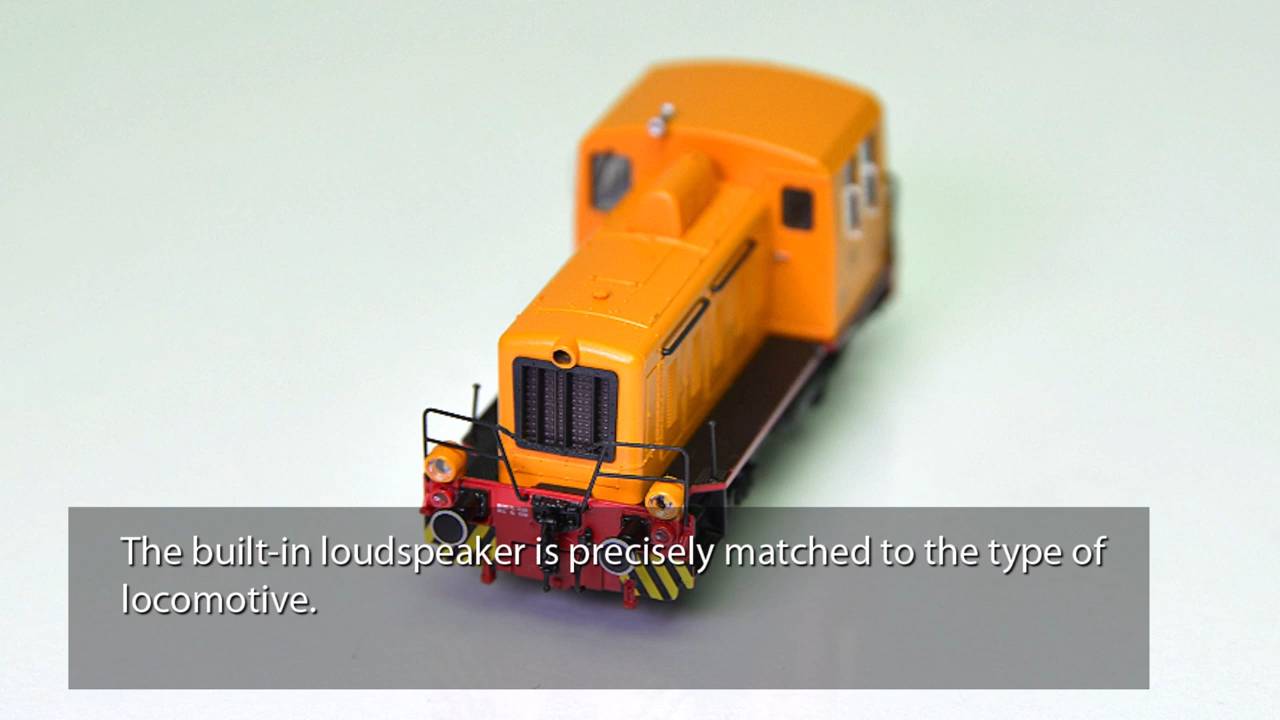 The built-in loudspeaker is precisely matched to the type of
locomotive.